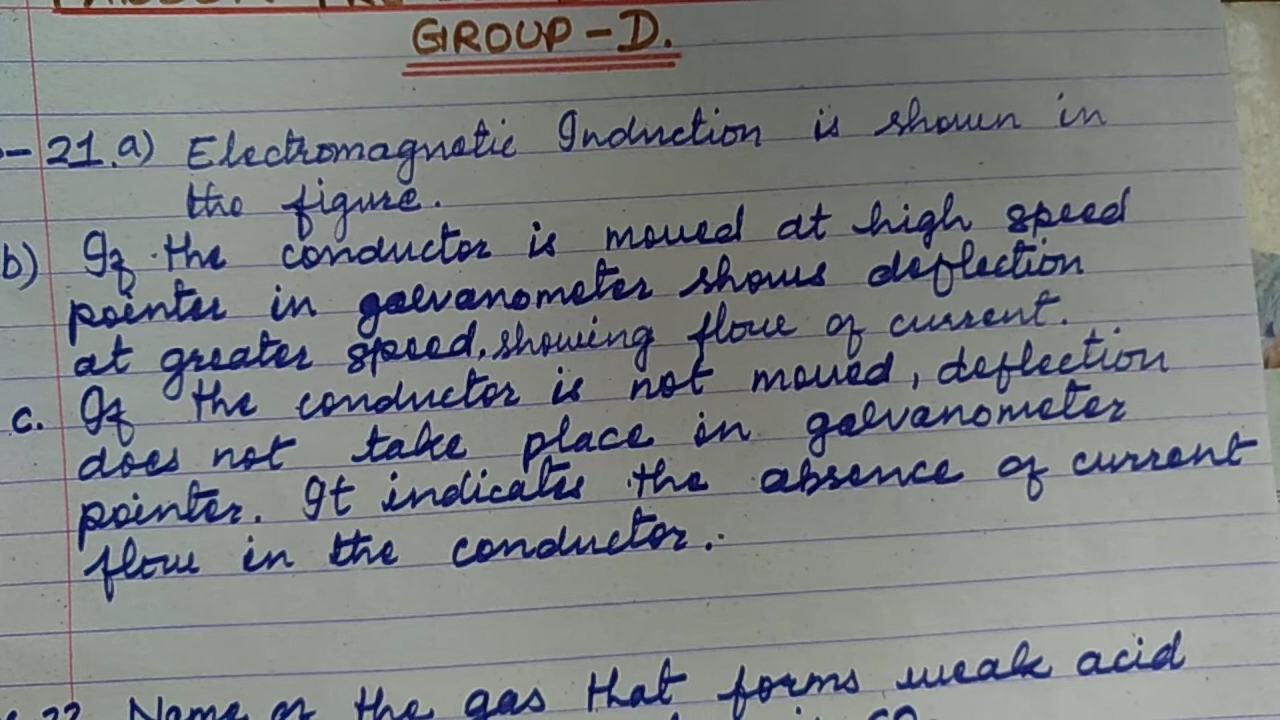 GROUP-D.
21.a) Electromagnetic Induction is shown in
the figure.
b) If the conductor is moved at high speed
pointer in galvanometer shows deflection
at greater speed, showing flow of current.
c. If the conductor is not moved, deflection
does not take place in galvanometer
pointer. It indicates the absence of current
flow in the conductor.
22 Name of the gas that forms weak acid